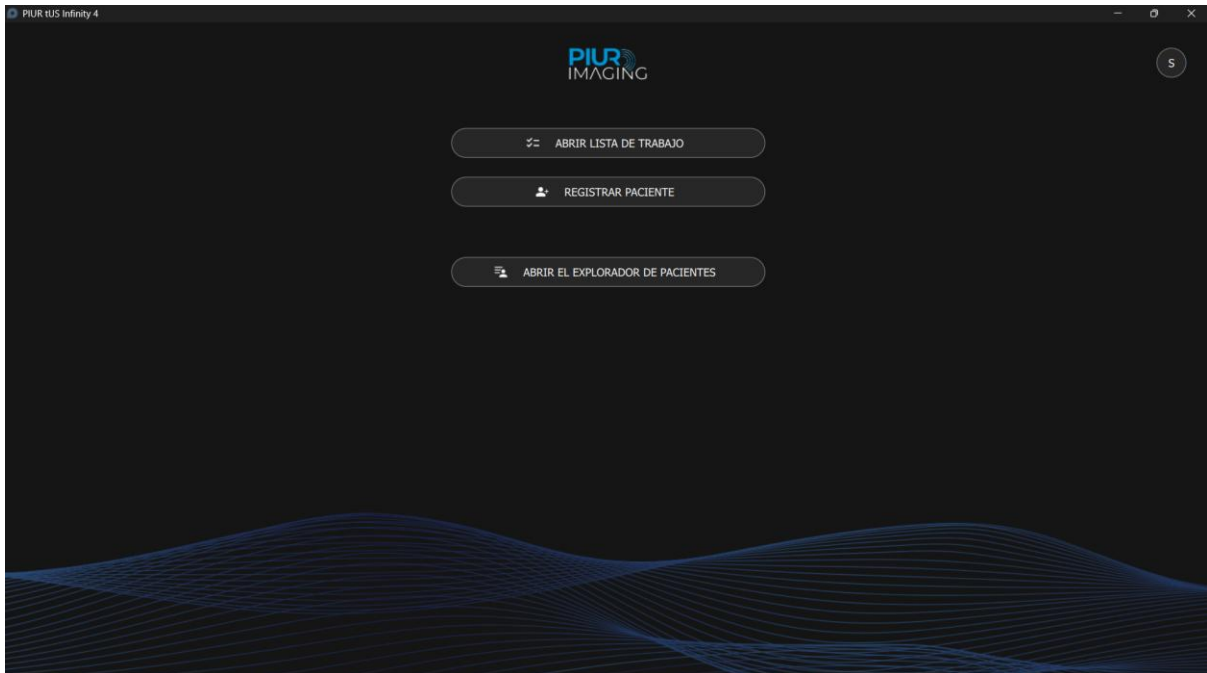 PIUR tUS Infinity 4
PIUR
IMAGING
S
ABRIR LISTA DE TRABAJO
REGISTRAR PACIENTE
ABRIR EL EXPLORADOR DE PACIENTES